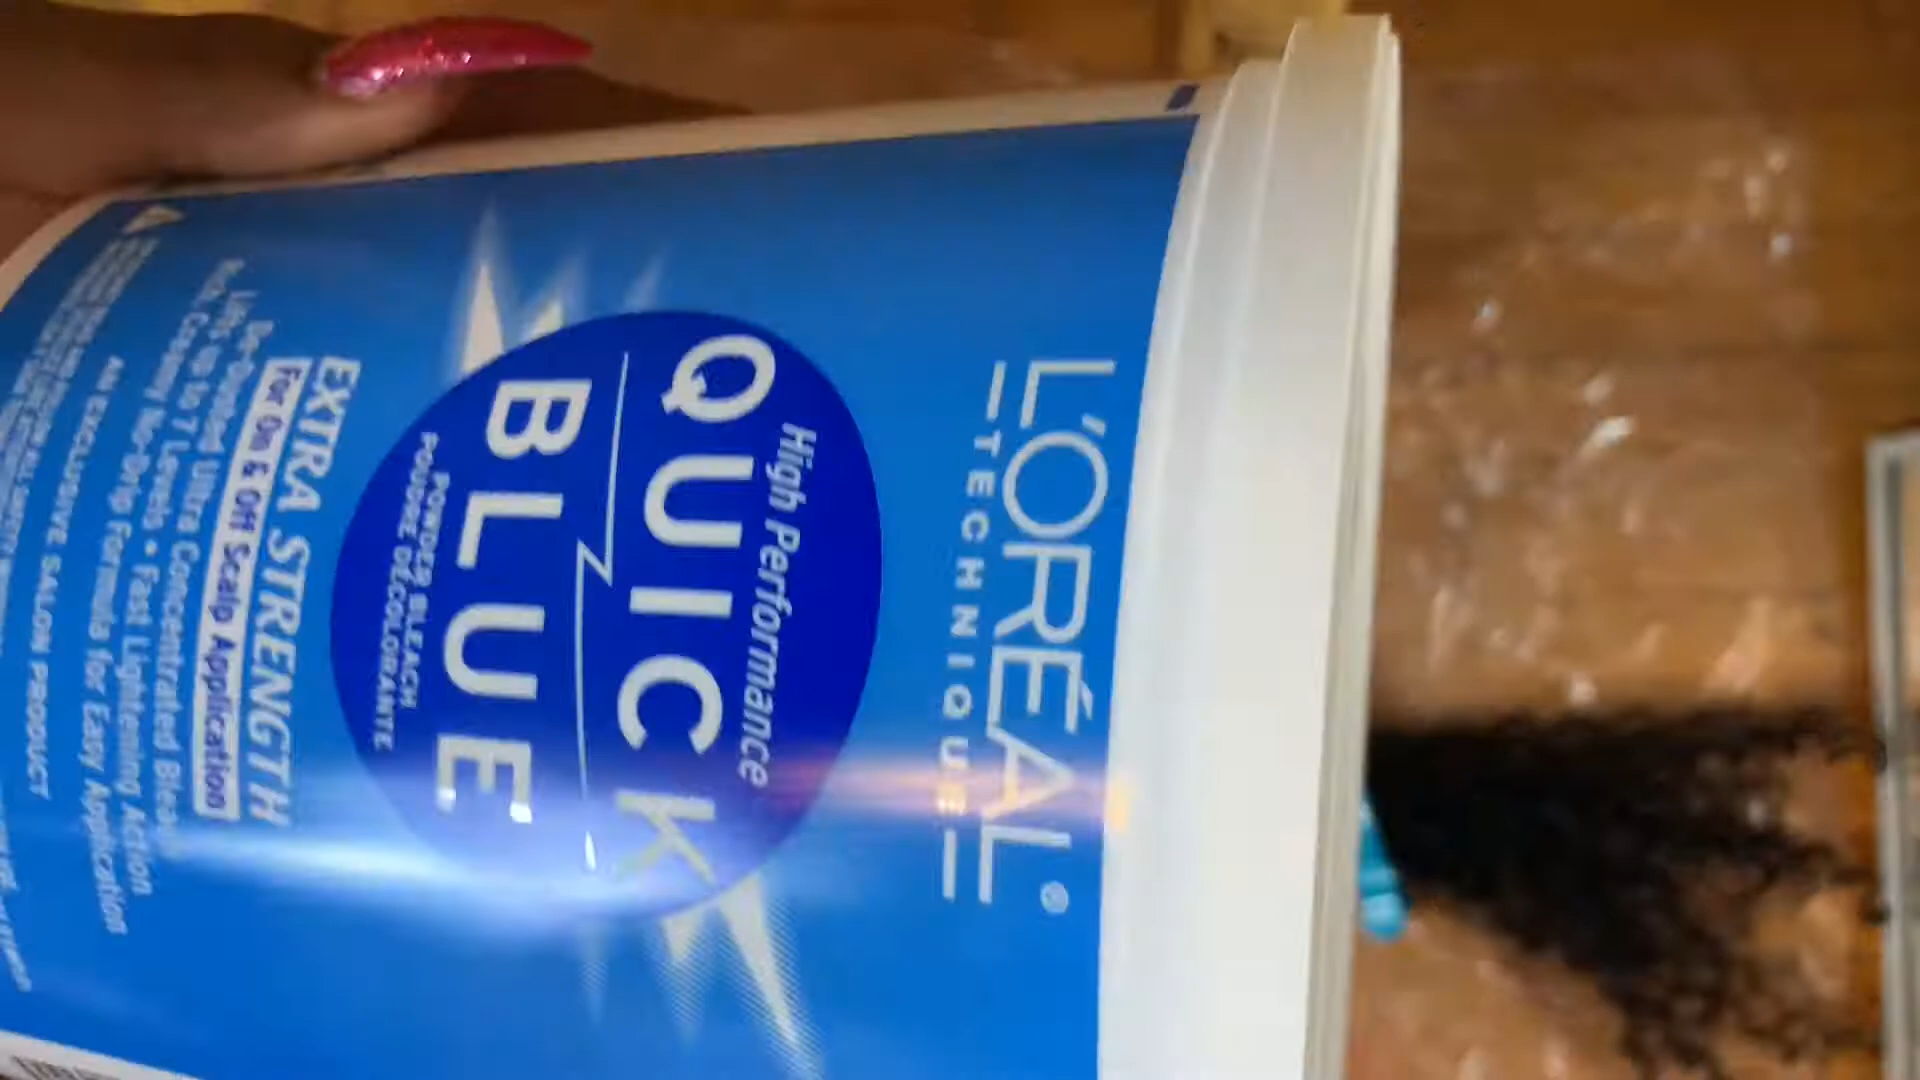 L'ORÉAL®
TECHNIQUE
High Performance
QUICK
BLUE
POWDER BLEACH
POUDRE DÉCOLORANTE
EXTRA STRENGTH
For On & Off Scalp Application
De-Dusted Ultra Concentrated Bleach
Lifts up to 7 Levels • Fast Lightening Action
Rich, Creamy No-Drip Formula for Easy Application
AN EXCLUSIVE SALON PRODUCT